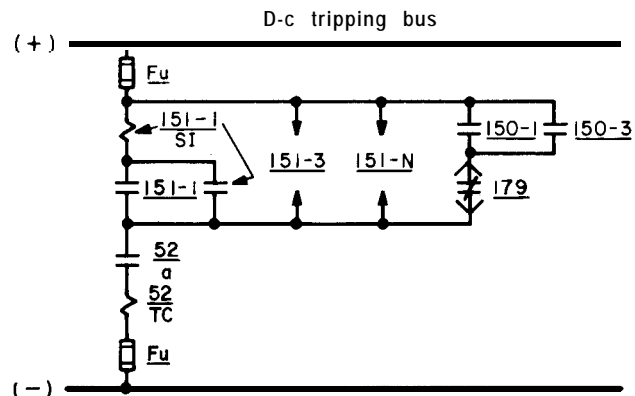 D-c tripping bus
(+)
Fu
151-1
SI
151-3
151-N
150-1
150-3
151-1
179
52
a
52
TC
Fu
(-)